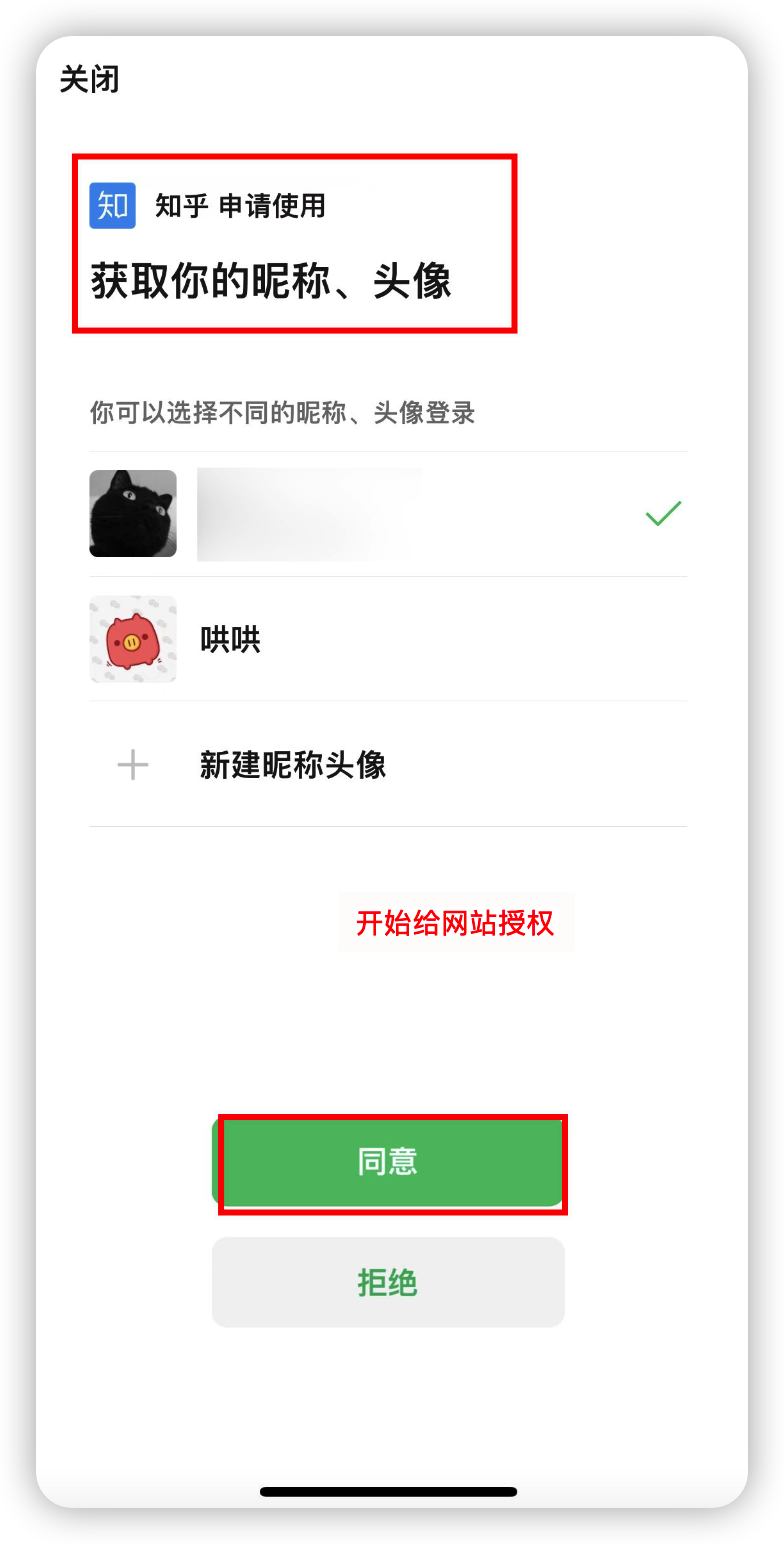 关闭
知 知乎 申请使用
获取你的昵称、头像
你可以选择不同的昵称、头像登录
哄哄
新建昵称头像
开始给网站授权
同意
拒绝